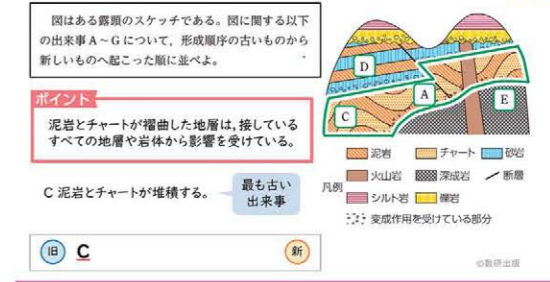 図はある露頭のスケッチである。図に関する以下
の出来事A～Gについて，形成順序の古いものから
新しいものへ起こった順に並べよ。
ポイント
泥岩とチャートが褶曲した地層は，接している
すべての地層や岩体から影響を受けている。
C 泥岩とチャートが堆積する。
最も古い
出来事
旧 C 新
D
A
E
C
凡例
泥岩 チャート 砂岩
火山岩 深成岩 断層
シルト岩 礫岩
変成作用を受けている部分
©数研出版